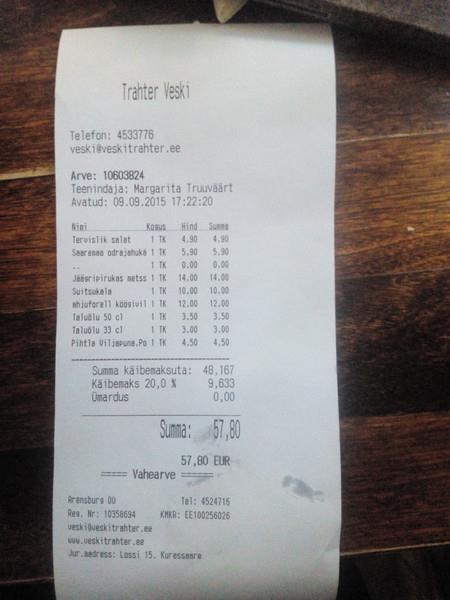 Trahter Veski
Telefon: 4533776
veski@veskitrahter.ee
Arve: 10603824
Teenindaja: Margarita Truuväärt
Avatud: 09.09.2015 17:22:20
Nimi Kogus Hind Summa
Tervislik salat 1 TK 4.90 4,90
Saaremaa odrajahukä 1 TK 5.90 5,90
.. 1 TK 0.00 0,00
Jäägripirukas metss 1 TK 14.00 14,00
Suitsukala 1 TK 10.00 10,00
ahjuforell köögivil 1 TK 12.00 12,00
Taluõlu 50 cl 1 TK 3.50 3,50
Taluõlu 33 cl 1 TK 3.00 3,00
Pihtla Viljapuna.Po 1 TK 4.50 4,50
Summa käibemaksuta: 48,167
Käibemaks 20,0 % 9,633
Ümardus 0,00
Summa: 57,80
57,80 EUR
===== Vahearve ======
Arensburg OÜ Tel: 4524716
Reg. Nr: 10358694 KMKR: EE100256026
veski@veskitrahter.ee
www.veskitrahter.ee
Jur.aadress: Lossi 15, Kuressaare